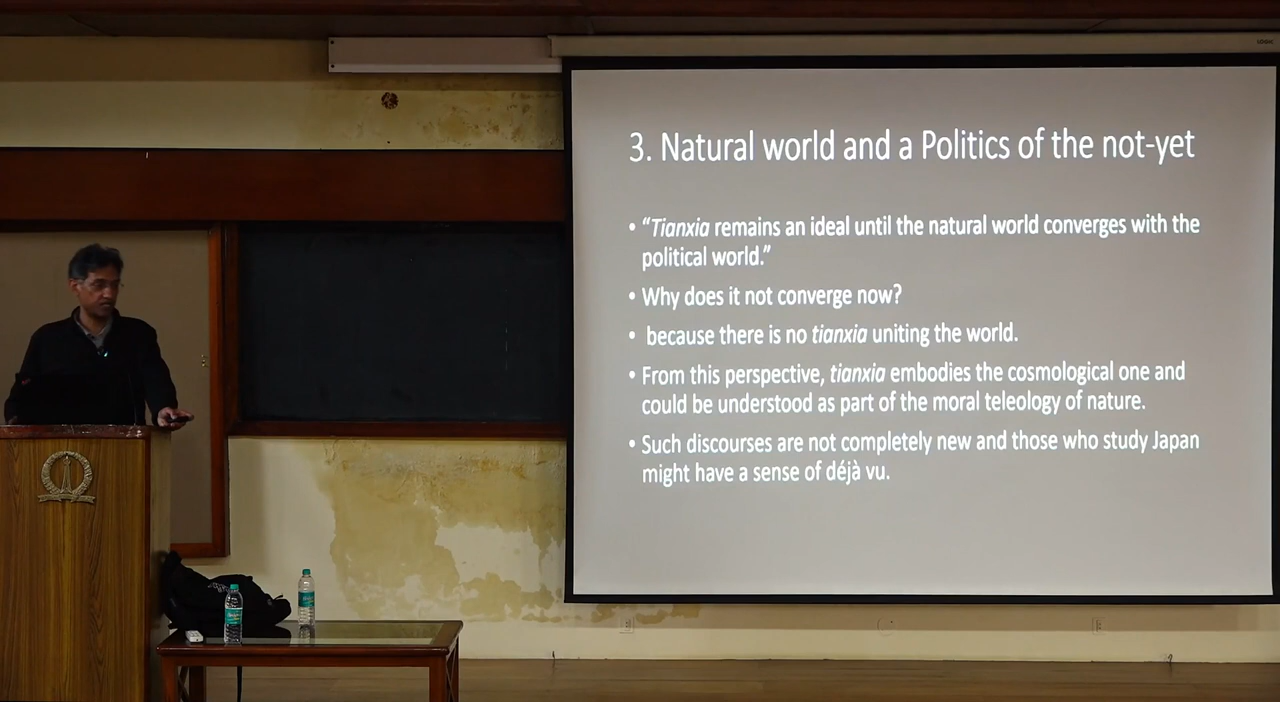 3. Natural world and a Politics of the not-yet
• “Tianxia remains an ideal until the natural world converges with the
political world.”
• Why does it not converge now?
• because there is no tianxia uniting the world.
• From this perspective, tianxia embodies the cosmological one and
could be understood as part of the moral teleology of nature.
• Such discourses are not completely new and those who study Japan
might have a sense of déjà vu.